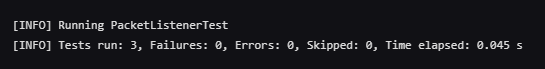 [INFO] Running PacketListenerTest
[INFO] Tests run: 3, Failures: 0, Errors: 0, Skipped: 0, Time elapsed: 0.045 s